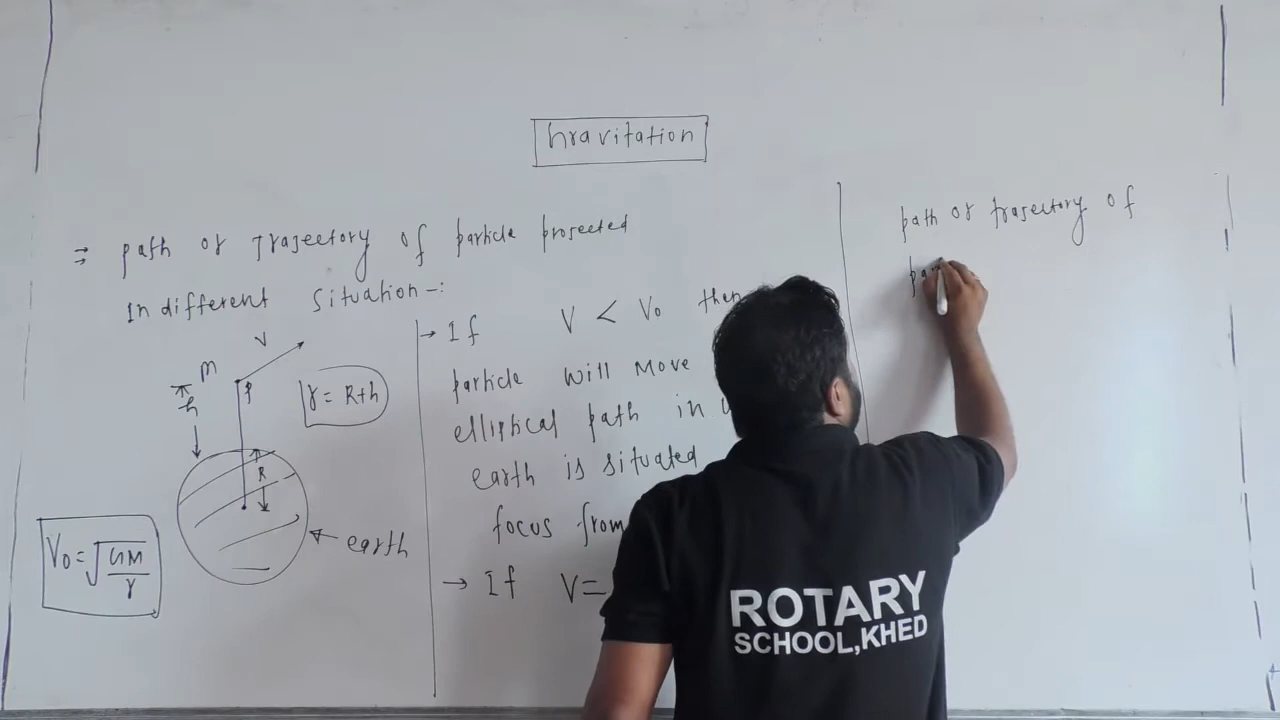 Gravitation
⇒ path or Trajectory of particle projected
In different situation -:
m
V
P
h
r = R+h
R
earth
V₀ = √GM/r
→ If V < V₀ then
particle will move
elliptical path in
earth is situated
focus from
→ If V =
path or trajectory of
par
ROTARY
SCHOOL,KHED